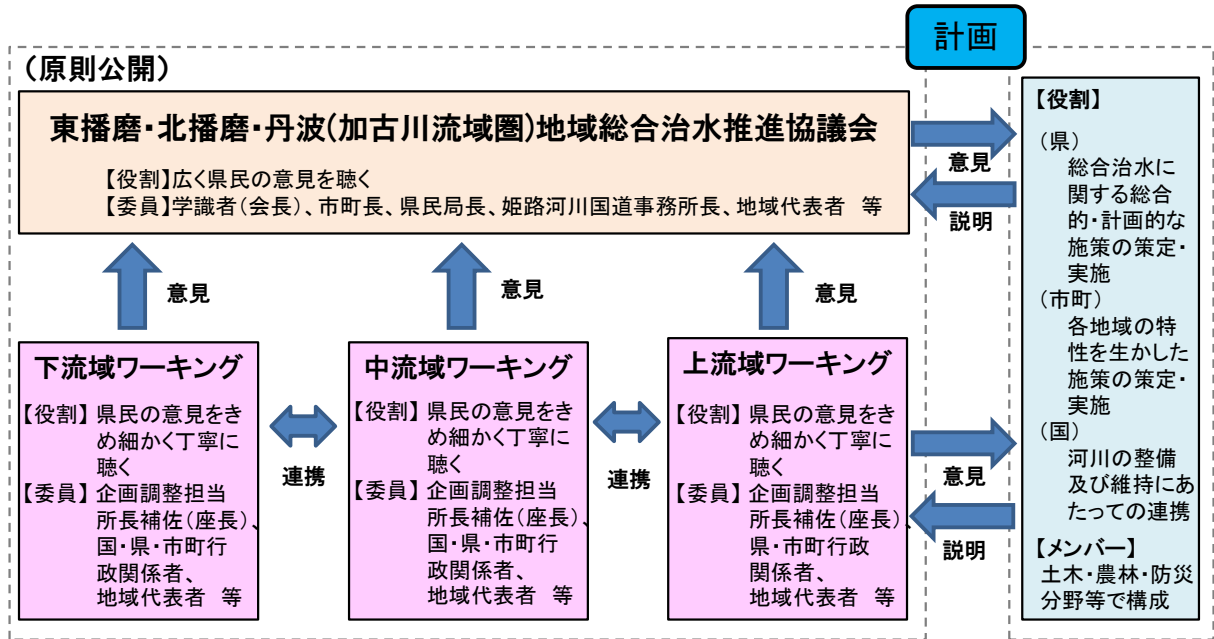 計画
（原則公開）
東播磨・北播磨・丹波(加古川流域圏)地域総合治水推進協議会
【役割】広く県民の意見を聴く
【委員】学識者（会長）、市町長、県民局長、姫路河川国道事務所長、地域代表者　等
意見
説明
意見
意見
意見
下流域ワーキング
【役割】県民の意見をき
め細かく丁寧に
聴く
【委員】企画調整担当
所長補佐（座長）、
国・県・市町行
政関係者、
地域代表者　等
連携
中流域ワーキング
【役割】県民の意見をき
め細かく丁寧に
聴く
【委員】企画調整担当
所長補佐（座長）、
国・県・市町行
政関係者、
地域代表者　等
連携
上流域ワーキング
【役割】県民の意見をき
め細かく丁寧に
聴く
【委員】企画調整担当
所長補佐（座長）、
県・市町行政
関係者、
地域代表者　等
意見
説明
【役割】
（県）
総合治水に
関する総合
的・計画的な
施策の策定・
実施
（市町）
各地域の特
性を生かした
施策の策定・
実施
（国）
河川の整備
及び維持にあ
たっての連携
【メンバー】
土木・農林・防災
分野等で構成